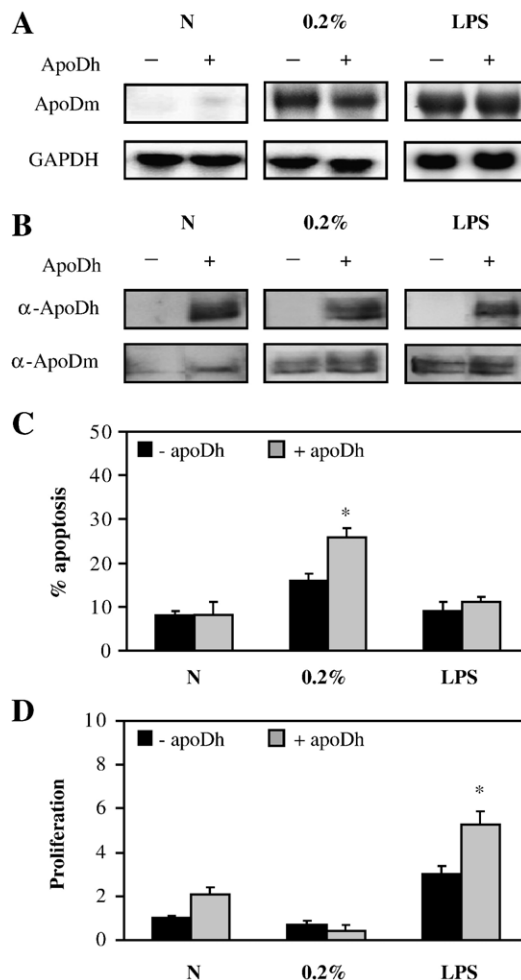 A
N 0.2% LPS
ApoDh – + – + – +
ApoDm
GAPDH
B
N 0.2% LPS
ApoDh – + – + – +
α-ApoDh
α-ApoDm
C
50
40
30
20
10
0
% apoptosis
- apoDh + apoDh
*
N 0.2% LPS
D
10
8
6
4
2
0
Proliferation
- apoDh + apoDh
*
N 0.2% LPS